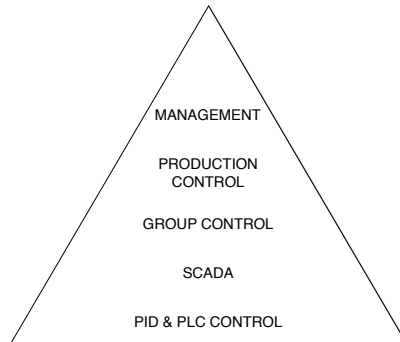 MANAGEMENT
PRODUCTION
CONTROL
GROUP CONTROL
SCADA
PID & PLC CONTROL